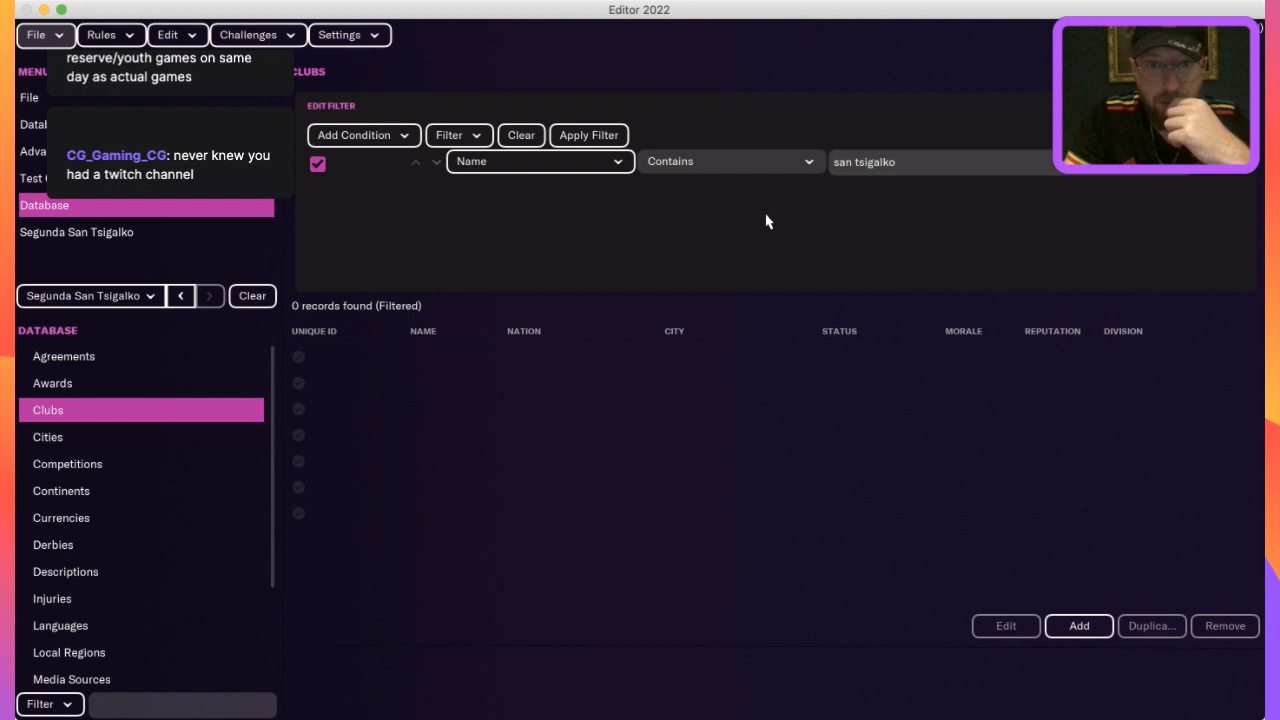 Editor 2022
File
Rules
Edit
Challenges
Settings
reserve/youth games on same
day as actual games
CG_Gaming_CG: never knew you
had a twitch channel
MENU
File
Datab
Adva
Test
Database
Segunda San Tsigalko
Segunda San Tsigalko
Clear
DATABASE
Agreements
Awards
Clubs
Cities
Competitions
Continents
Currencies
Derbies
Descriptions
Injuries
Languages
Local Regions
Media Sources
Filter
CLUBS
EDIT FILTER
Add Condition
Filter
Clear
Apply Filter
Name
Contains
san tsigalko
0 records found (Filtered)
UNIQUE ID NAME NATION CITY STATUS MORALE REPUTATION DIVISION
Edit
Add
Duplica...
Remove